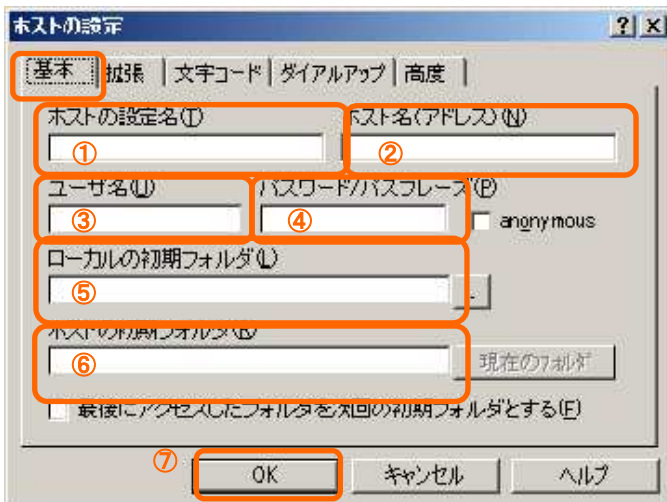 ホストの設定
基本 拡張 文字コード ダイアルアップ 高度
ホストの設定名(T) ホスト名(アドレス)(N)
① ②
ユーザ名(U) パスワード/パスフレーズ(P)
③ ④ anonymous
ローカルの初期フォルダ(L)
⑤ ...
ホストの初期フォルダ(R)
⑥ 現在のフォルダ
最後にアクセスしたフォルダを次回の初期フォルダとする(F)
⑦ OK キャンセル ヘルプ